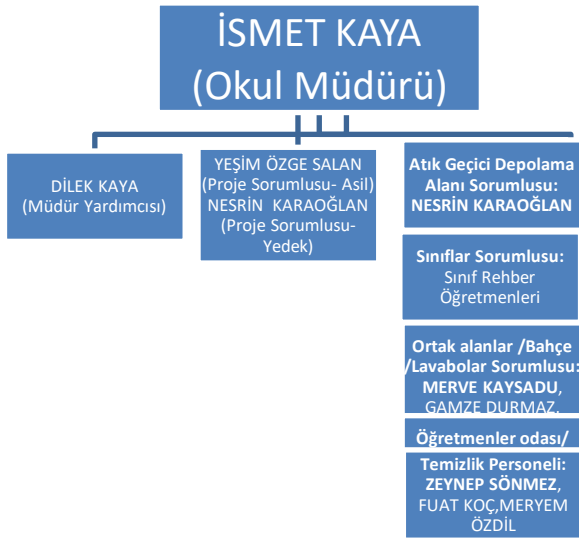 İSMET KAYA
(Okul Müdürü)
DİLEK KAYA
(Müdür Yardımcısı)
YEŞİM ÖZGE SALAN
(Proje Sorumlusu- Asil)
NESRİN KARAOĞLAN
(Proje Sorumlusu-
Yedek)
Atık Geçici Depolama
Alanı Sorumlusu:
NESRİN KARAOĞLAN
Sınıflar Sorumlusu:
Sınıf Rehber
Öğretmenleri
Ortak alanlar /Bahçe
/Lavabolar Sorumlusu:
MERVE KAYSADU,
GAMZE DURMAZ,
Öğretmenler odası/
Temizlik Personeli:
ZEYNEP SÖNMEZ,
FUAT KOÇ,MERYEM
ÖZDİL